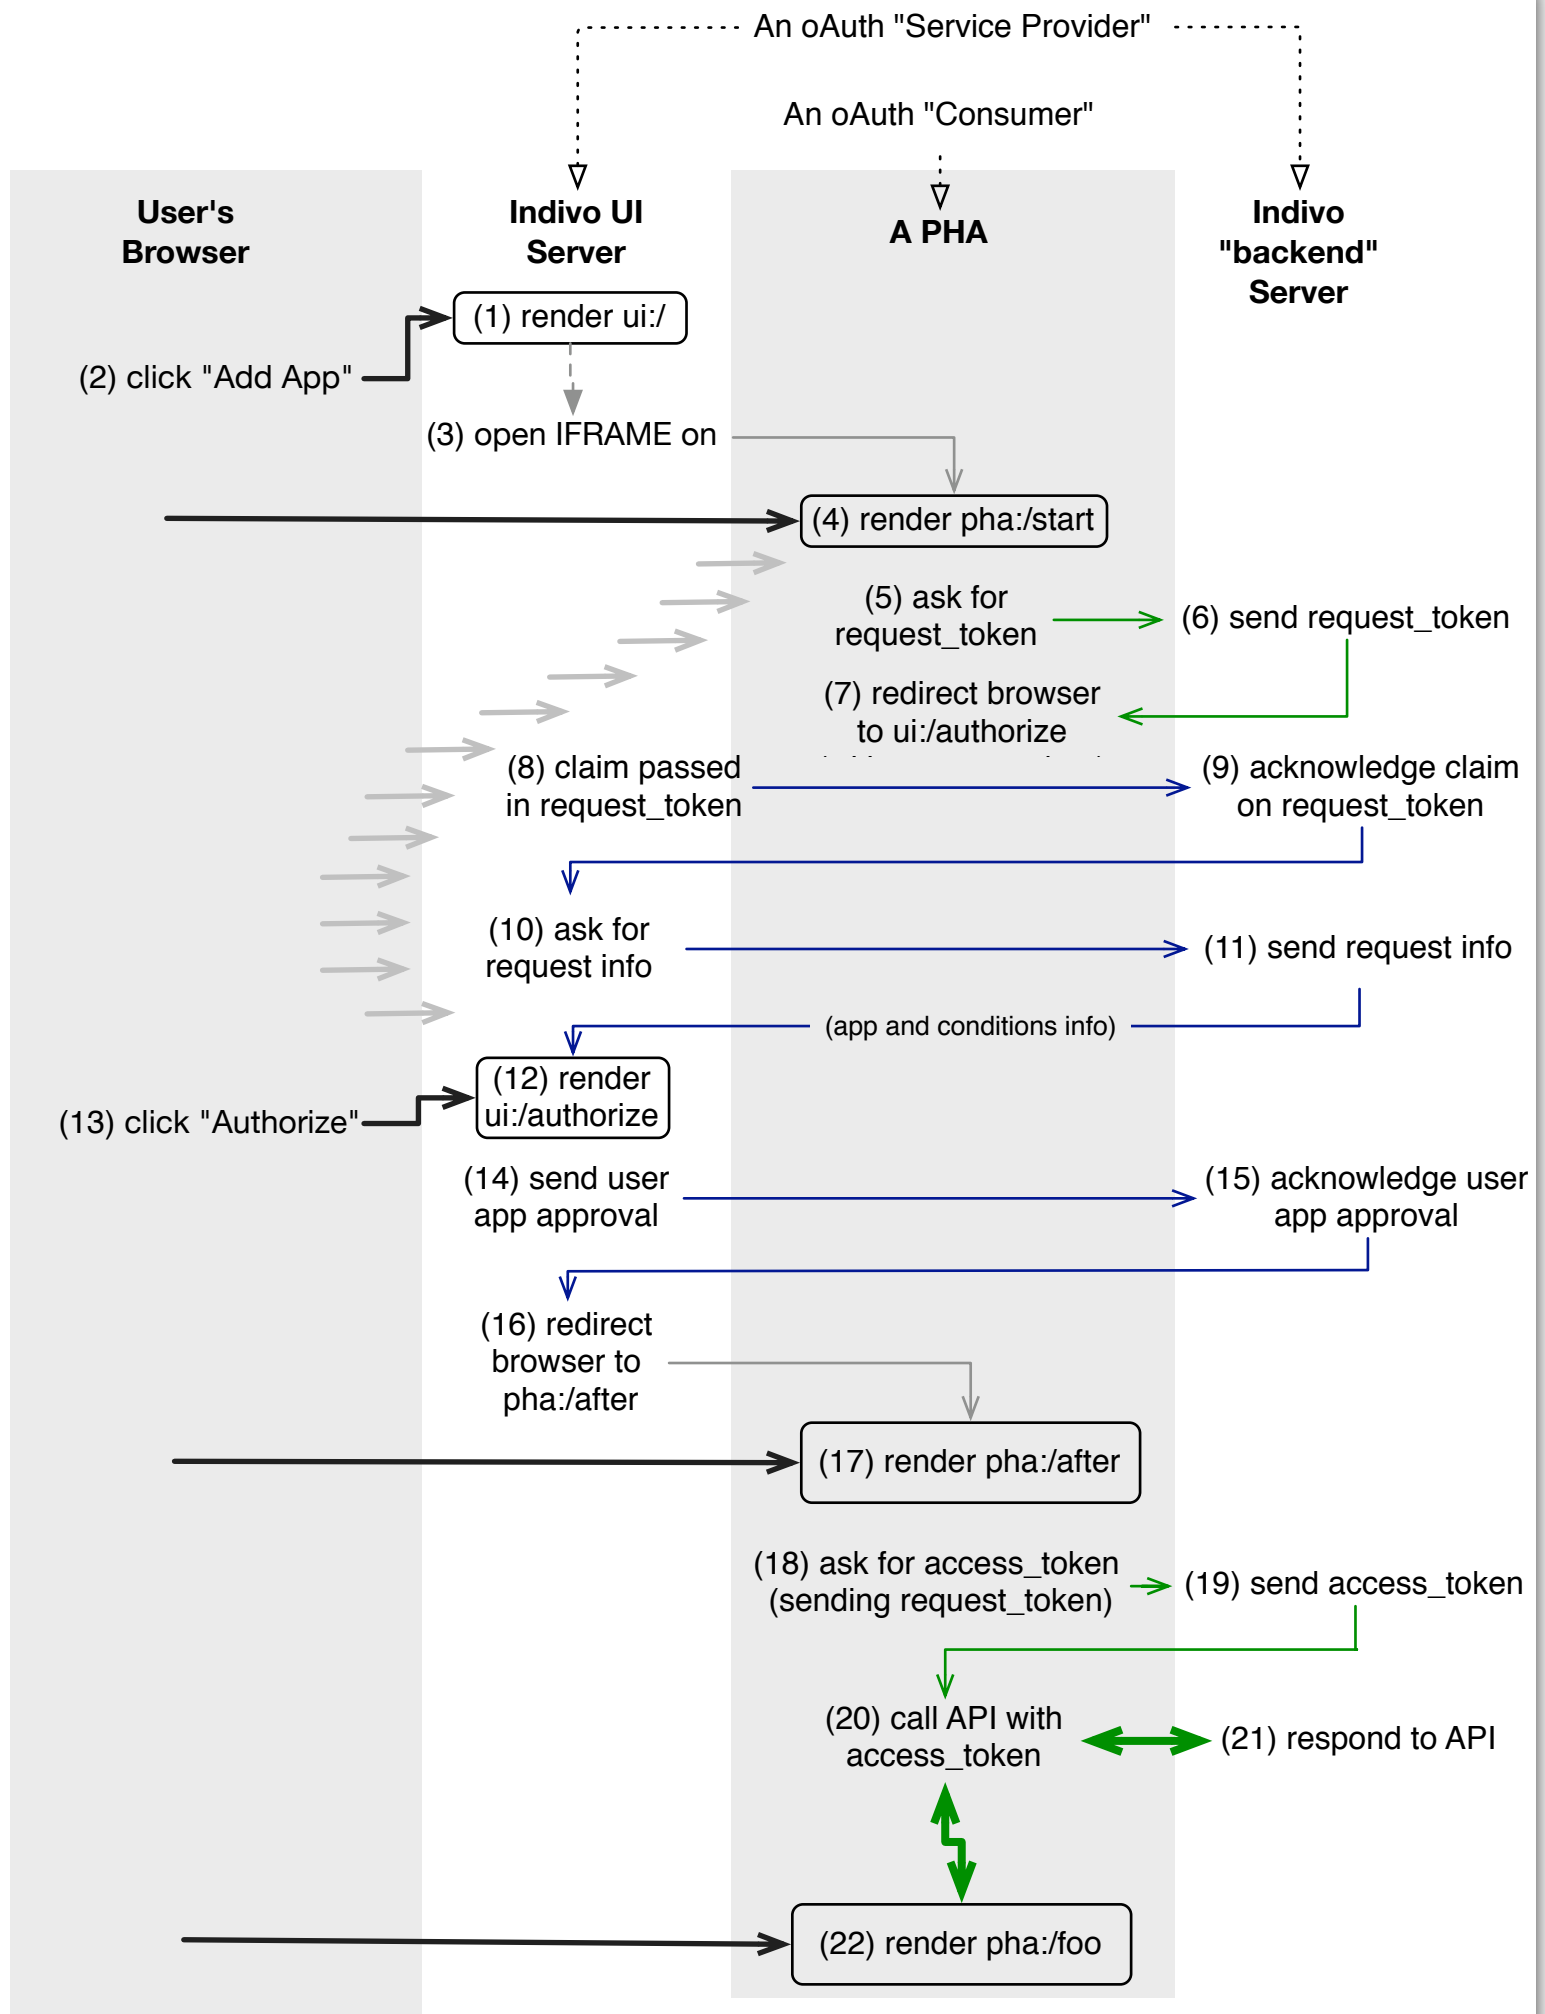 An oAuth "Service Provider"
An oAuth "Consumer"
User's
Browser
Indivo UI
Server
A PHA
Indivo
"backend"
Server
(1) render ui:/
(2) click "Add App"
(3) open IFRAME on
(4) render pha:/start
(5) ask for
request_token
(6) send request_token
(7) redirect browser
to ui:/authorize
(8) claim passed
in request_token
(9) acknowledge claim
on request_token
(10) ask for
request info
(11) send request info
(app and conditions info)
(12) render
ui:/authorize
(13) click "Authorize"
(14) send user
app approval
(15) acknowledge user
app approval
(16) redirect
browser to
pha:/after
(17) render pha:/after
(18) ask for access_token
(sending request_token)
(19) send access_token
(20) call API with
access_token
(21) respond to API
(22) render pha:/foo